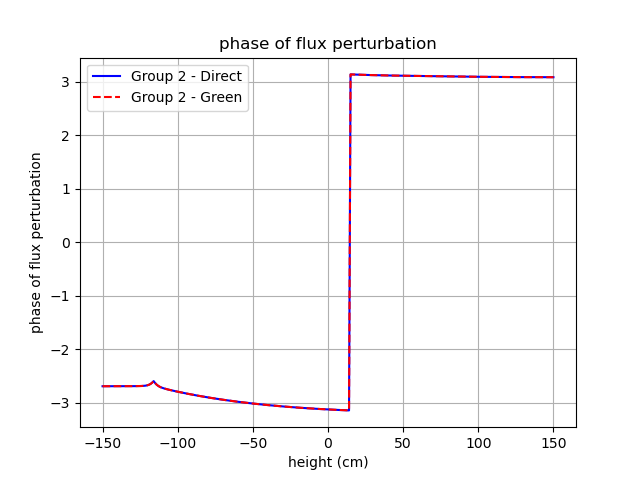 phase of flux perturbation
Group 2 - Direct
Group 2 - Green
phase of flux perturbation
3
2
1
0
−1
−2
−3
−150
−100
−50
0
50
100
150
height (cm)